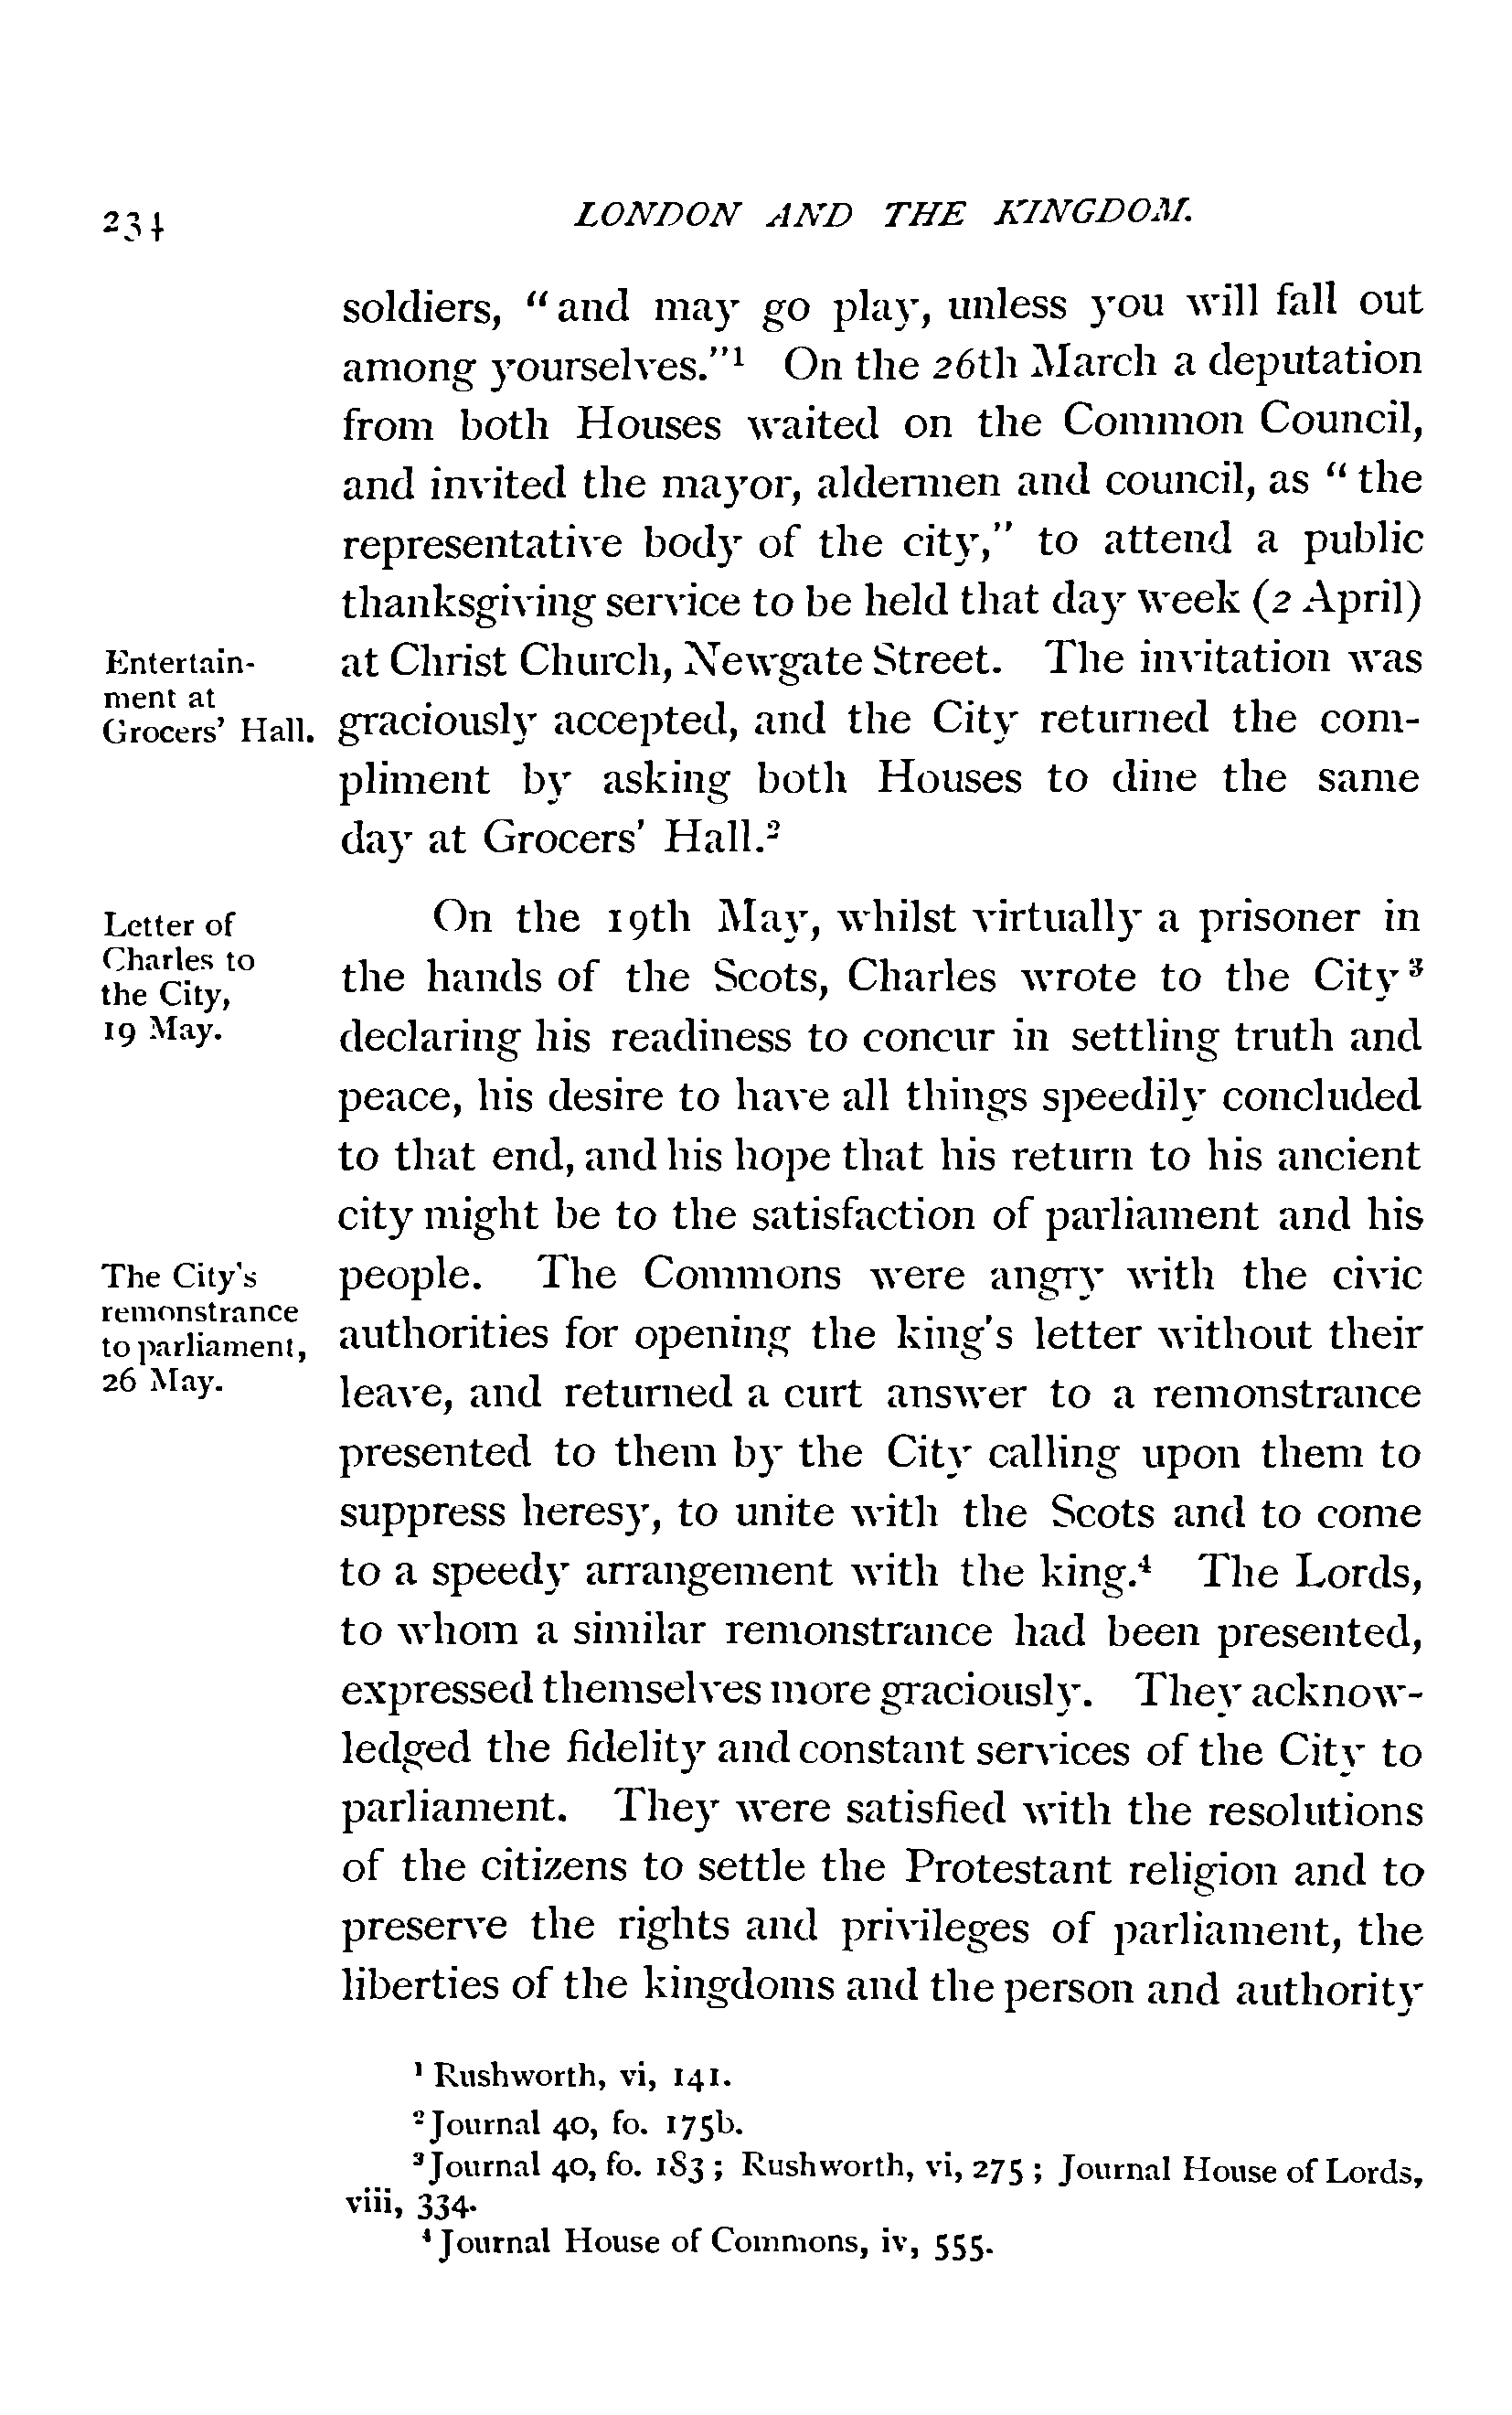 234
LONDON AND THE KINGDOM.
soldiers, "and may go play, unless you will fall out
among yourselves."¹ On the 26th March a deputation
from both Houses waited on the Common Council,
and invited the mayor, aldermen and council, as "the
representative body of the city," to attend a public
thanksgiving service to be held that day week (2 April)
Entertain-
ment at
Grocers' Hall.
at Christ Church, Newgate Street. The invitation was
graciously accepted, and the City returned the com-
pliment by asking both Houses to dine the same
day at Grocers' Hall.²
Letter of
Charles to
the City,
19 May.
On the 19th May, whilst virtually a prisoner in
the hands of the Scots, Charles wrote to the City³
declaring his readiness to concur in settling truth and
peace, his desire to have all things speedily concluded
to that end, and his hope that his return to his ancient
city might be to the satisfaction of parliament and his
The City's
remonstrance
to parliament,
26 May.
people. The Commons were angry with the civic
authorities for opening the king's letter without their
leave, and returned a curt answer to a remonstrance
presented to them by the City calling upon them to
suppress heresy, to unite with the Scots and to come
to a speedy arrangement with the king.⁴ The Lords,
to whom a similar remonstrance had been presented,
expressed themselves more graciously. They acknow-
ledged the fidelity and constant services of the City to
parliament. They were satisfied with the resolutions
of the citizens to settle the Protestant religion and to
preserve the rights and privileges of parliament, the
liberties of the kingdoms and the person and authority
¹ Rushworth, vi, 141.
² Journal 40, fo. 175b.
³ Journal 40, fo. 183; Rushworth, vi, 275; Journal House of Lords,
viii, 334.
⁴ Journal House of Commons, iv, 555.